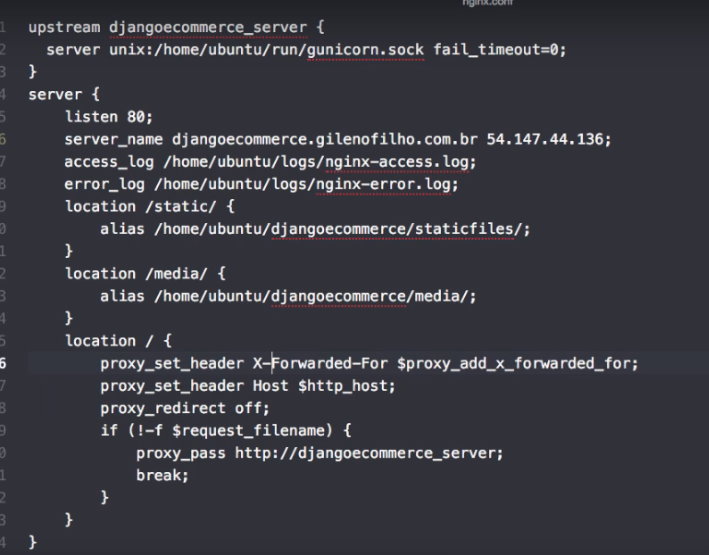 nginx.conf
1 upstream djangoecommerce_server {
2   server unix:/home/ubuntu/run/gunicorn.sock fail_timeout=0;
3 }
4 server {
5     listen 80;
6     server_name djangoecommerce.gilenofilho.com.br 54.147.44.136;
7     access_log /home/ubuntu/logs/nginx-access.log;
8     error_log /home/ubuntu/logs/nginx-error.log;
9     location /static/ {
0         alias /home/ubuntu/djangoecommerce/staticfiles/;
1     }
2     location /media/ {
3         alias /home/ubuntu/djangoecommerce/media/;
4     }
5     location / {
6         proxy_set_header X-Forwarded-For $proxy_add_x_forwarded_for;
7         proxy_set_header Host $http_host;
8         proxy_redirect off;
9         if (!-f $request_filename) {
0             proxy_pass http://djangoecommerce_server;
1             break;
2         }
3     }
4 }